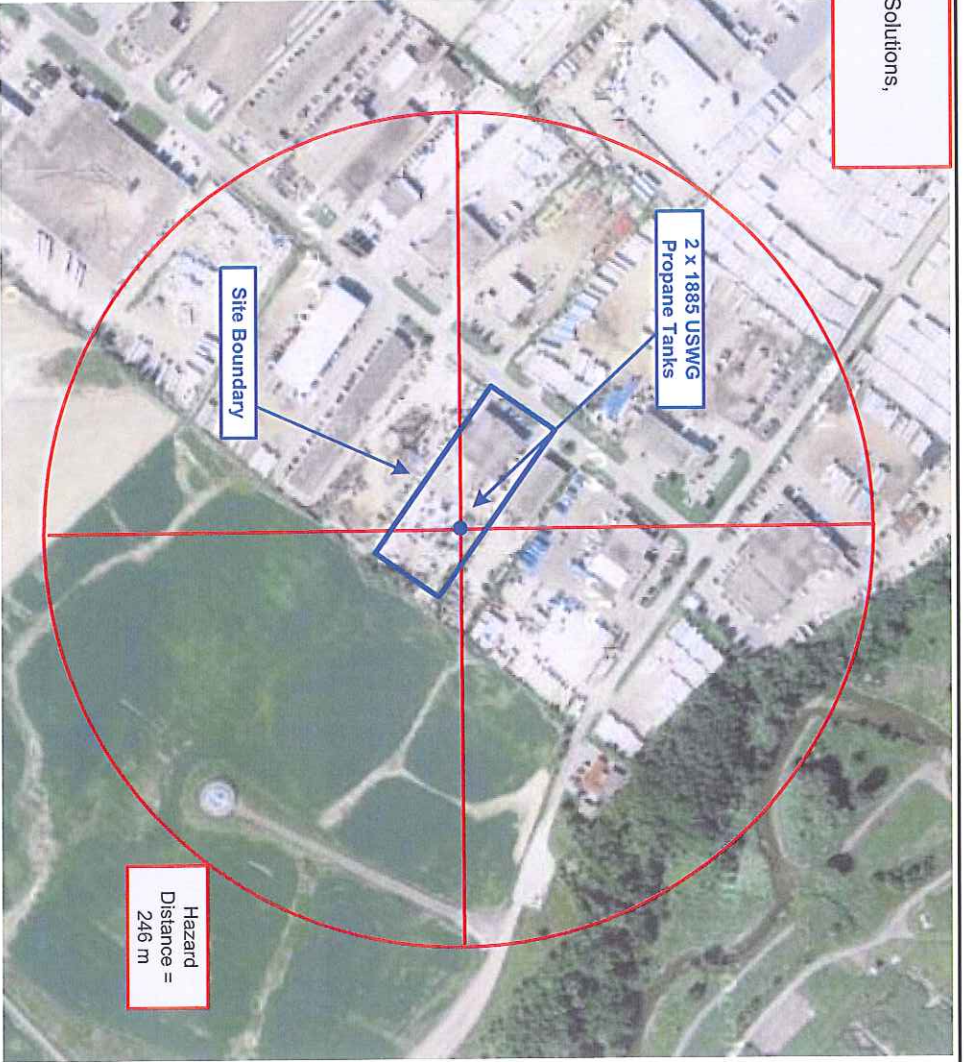 Solutions,
2 x 1885 USWG
Propane Tanks
Site Boundary
Hazard
Distance =
246 m